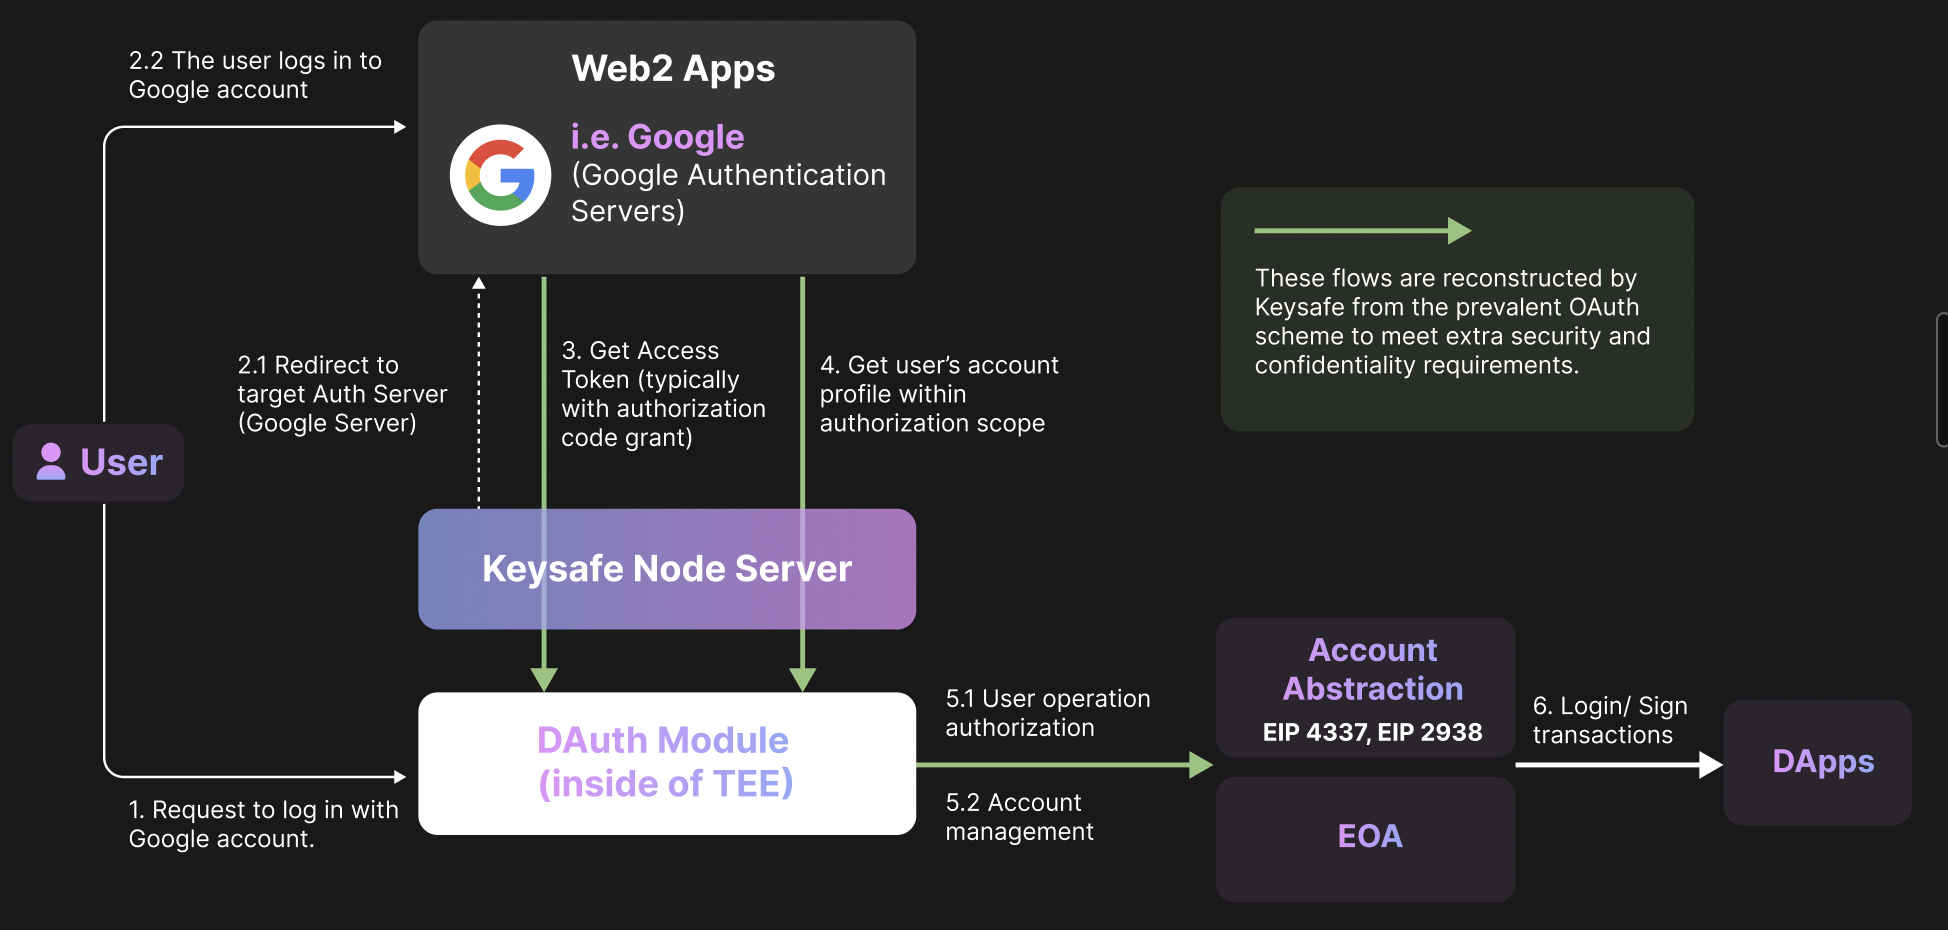 2.2 The user logs in to
Google account
Web2 Apps
i.e. Google
(Google Authentication
Servers)
These flows are reconstructed by
Keysafe from the prevalent OAuth
scheme to meet extra security and
confidentiality requirements.
2.1 Redirect to
target Auth Server
(Google Server)
3. Get Access
Token (typically
with authorization
code grant)
4. Get user’s account
profile within
authorization scope
User
Keysafe Node Server
DAuth Module
(inside of TEE)
1. Request to log in with
Google account.
5.1 User operation
authorization
5.2 Account
management
Account
Abstraction
EIP 4337, EIP 2938
EOA
6. Login/ Sign
transactions
DApps